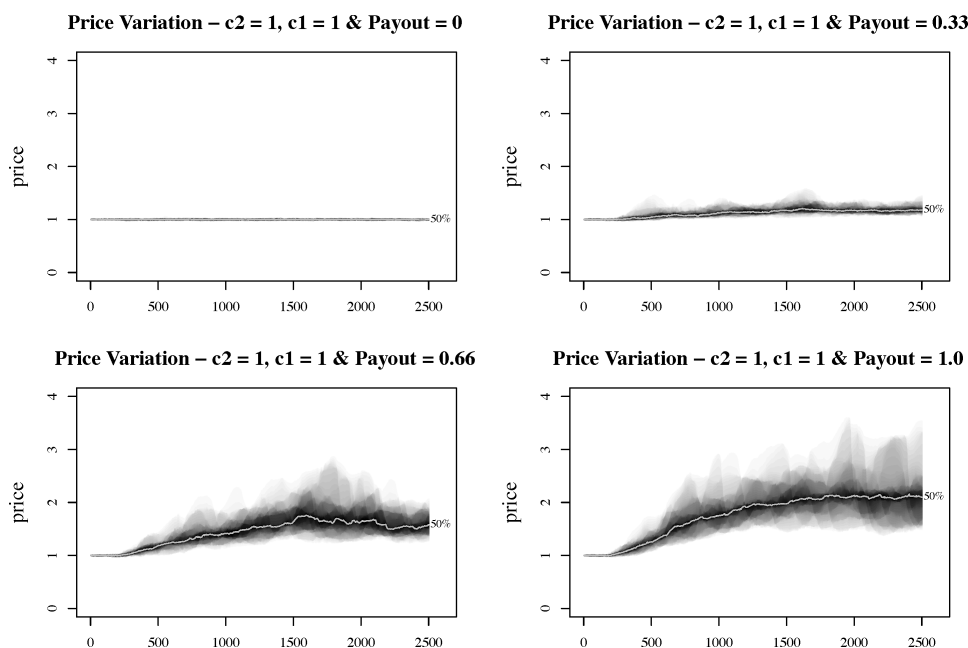 Price Variation – c2 = 1, c1 = 1 & Payout = 0
price
4
3
2
1
0
50%
0 500 1000 1500 2000 2500
Price Variation – c2 = 1, c1 = 1 & Payout = 0.33
price
4
3
2
1
0
50%
0 500 1000 1500 2000 2500
Price Variation – c2 = 1, c1 = 1 & Payout = 0.66
price
4
3
2
1
0
50%
0 500 1000 1500 2000 2500
Price Variation – c2 = 1, c1 = 1 & Payout = 1.0
price
4
3
2
1
0
50%
0 500 1000 1500 2000 2500